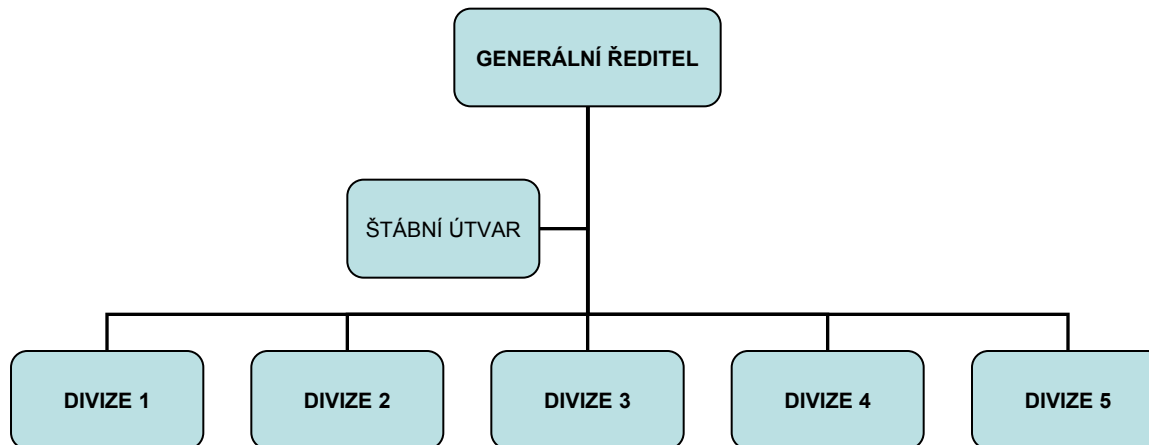 GENERÁLNÍ ŘEDITEL
ŠTÁBNÍ ÚTVAR
DIVIZE 1
DIVIZE 2
DIVIZE 3
DIVIZE 4
DIVIZE 5